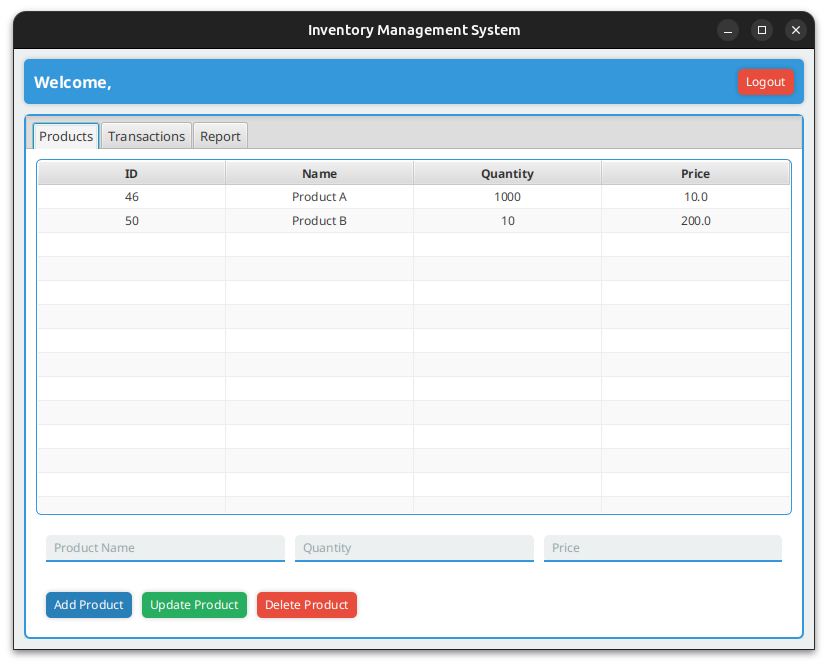 Inventory Management System
Welcome,
Logout
Products Transactions Report
ID Name Quantity Price
46 Product A 1000 10.0
50 Product B 10 200.0
Product Name Quantity Price
Add Product Update Product Delete Product